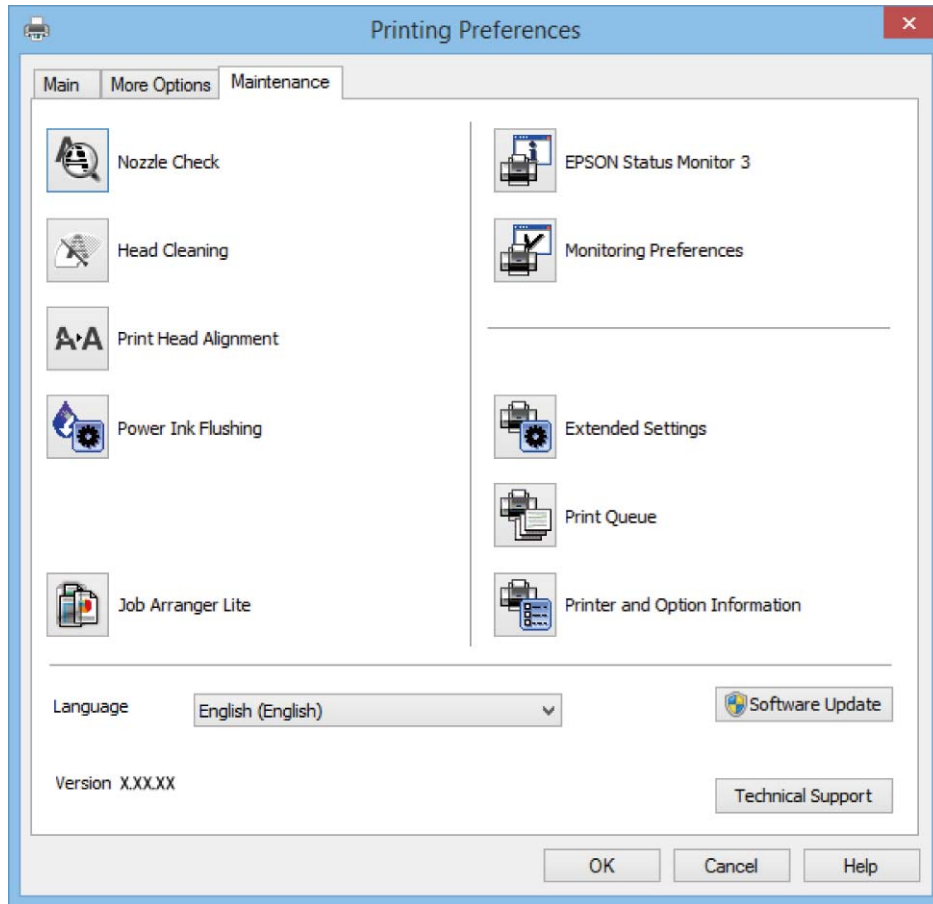 Printing Preferences
Main
More Options
Maintenance
Nozzle Check
Head Cleaning
A A Print Head Alignment
Power Ink Flushing
Job Arranger Lite
EPSON Status Monitor 3
Monitoring Preferences
Extended Settings
Print Queue
Printer and Option Information
Language
English (English)
Software Update
Version X.XX.XX
Technical Support
OK
Cancel
Help